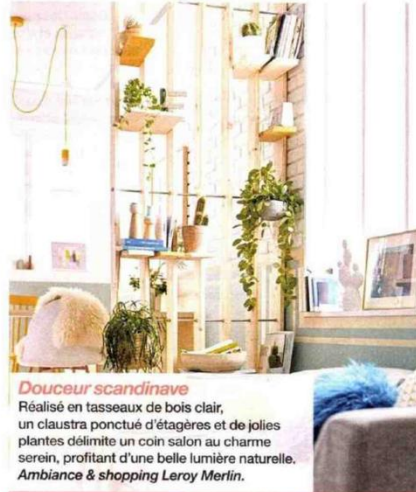 Douceur scandinave
Réalisé en tasseaux de bois clair,
un claustra ponctué d'étagères et de jolies
plantes délimite un coin salon au charme
serein, profitant d'une belle lumière naturelle.
Ambiance & shopping Leroy Merlin.